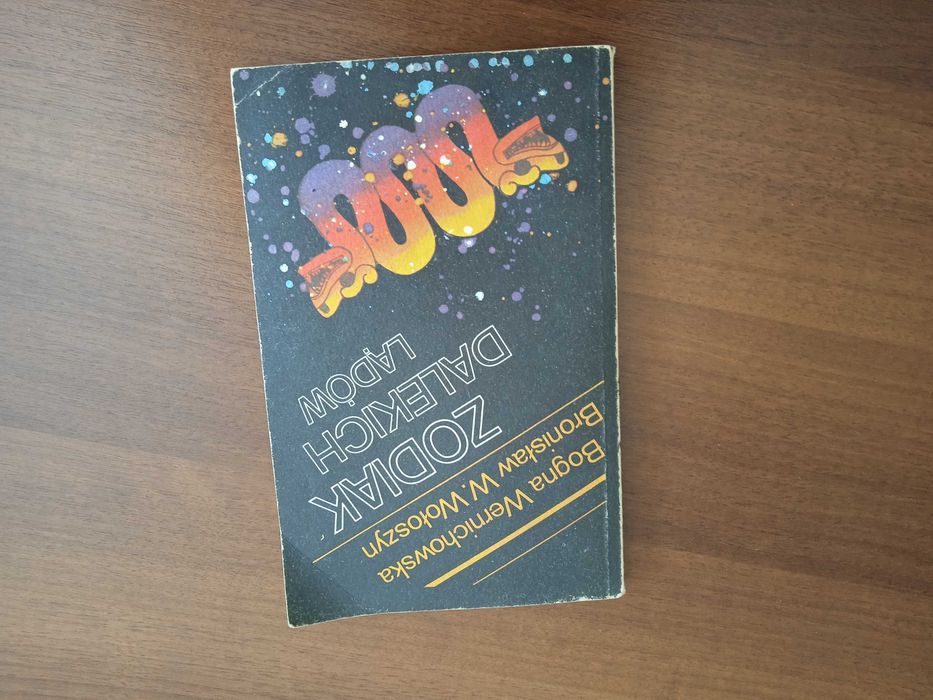 Bogna Wernichowska
Bronisław W. Wołoszyn
ZODIAK
DALEKICH
LĄDÓW